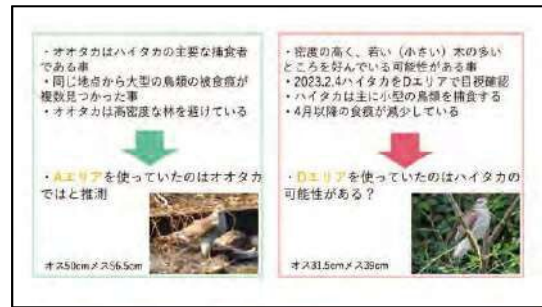 ・オオタカはハイタカの主要な捕食者
である事
・同じ地点から大型の鳥類の被食痕が
複数見つかった事
・オオタカは高密度な林を避けている
・Aエリアを使っていたのはオオタカ
ではと推測
オス50cmメス56.5cm
・密度の高く、若い（小さい）木の多い
ところを好んでいる可能性がある事
・2023.2.4ハイタカをDエリアで目視確認
・ハイタカは主に小型の鳥類を捕食する
・4月以降の食痕が減少している
・Dエリアを使っていたのはハイタカの
可能性がある？
オス31.5cmメス39cm